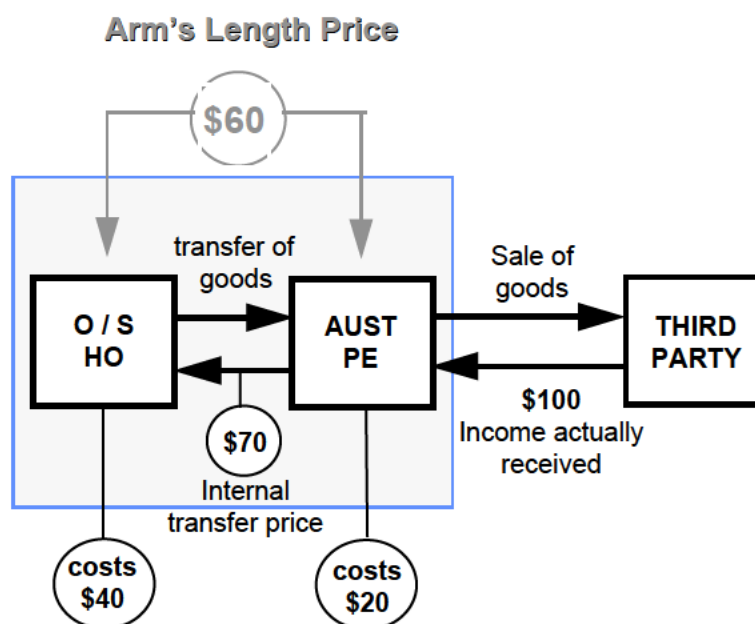 Arm's Length Price
$60
transfer of
goods
Sale of
goods
O / S
HO
AUST
PE
THIRD
PARTY
$70
Internal
transfer price
$100
Income actually
received
costs
$40
costs
$20